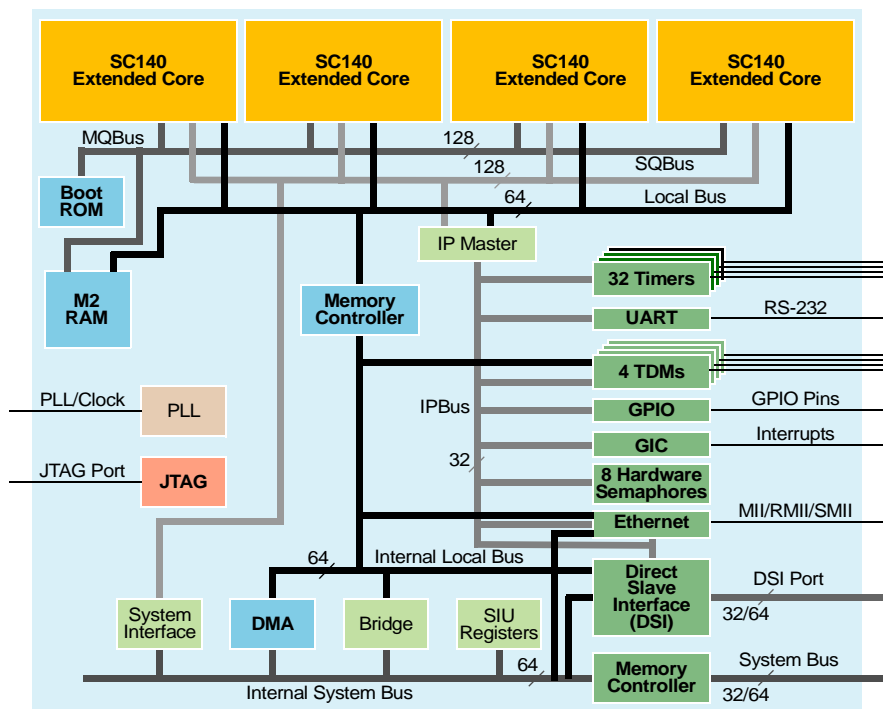 SC140
Extended Core
SC140
Extended Core
SC140
Extended Core
SC140
Extended Core
MQBus
128
128
SQBus
64
Local Bus
Boot
ROM
IP Master
M2
RAM
Memory
Controller
32 Timers
UART
RS-232
4 TDMs
IPBus
GPIO
GPIO Pins
GIC
Interrupts
32
8 Hardware
Semaphores
Ethernet
MII/RMII/SMII
PLL/Clock
PLL
JTAG Port
JTAG
64
Internal Local Bus
System
Interface
DMA
Bridge
SIU
Registers
Direct
Slave
Interface
(DSI)
DSI Port
32/64
64
Internal System Bus
Memory
Controller
System Bus
32/64